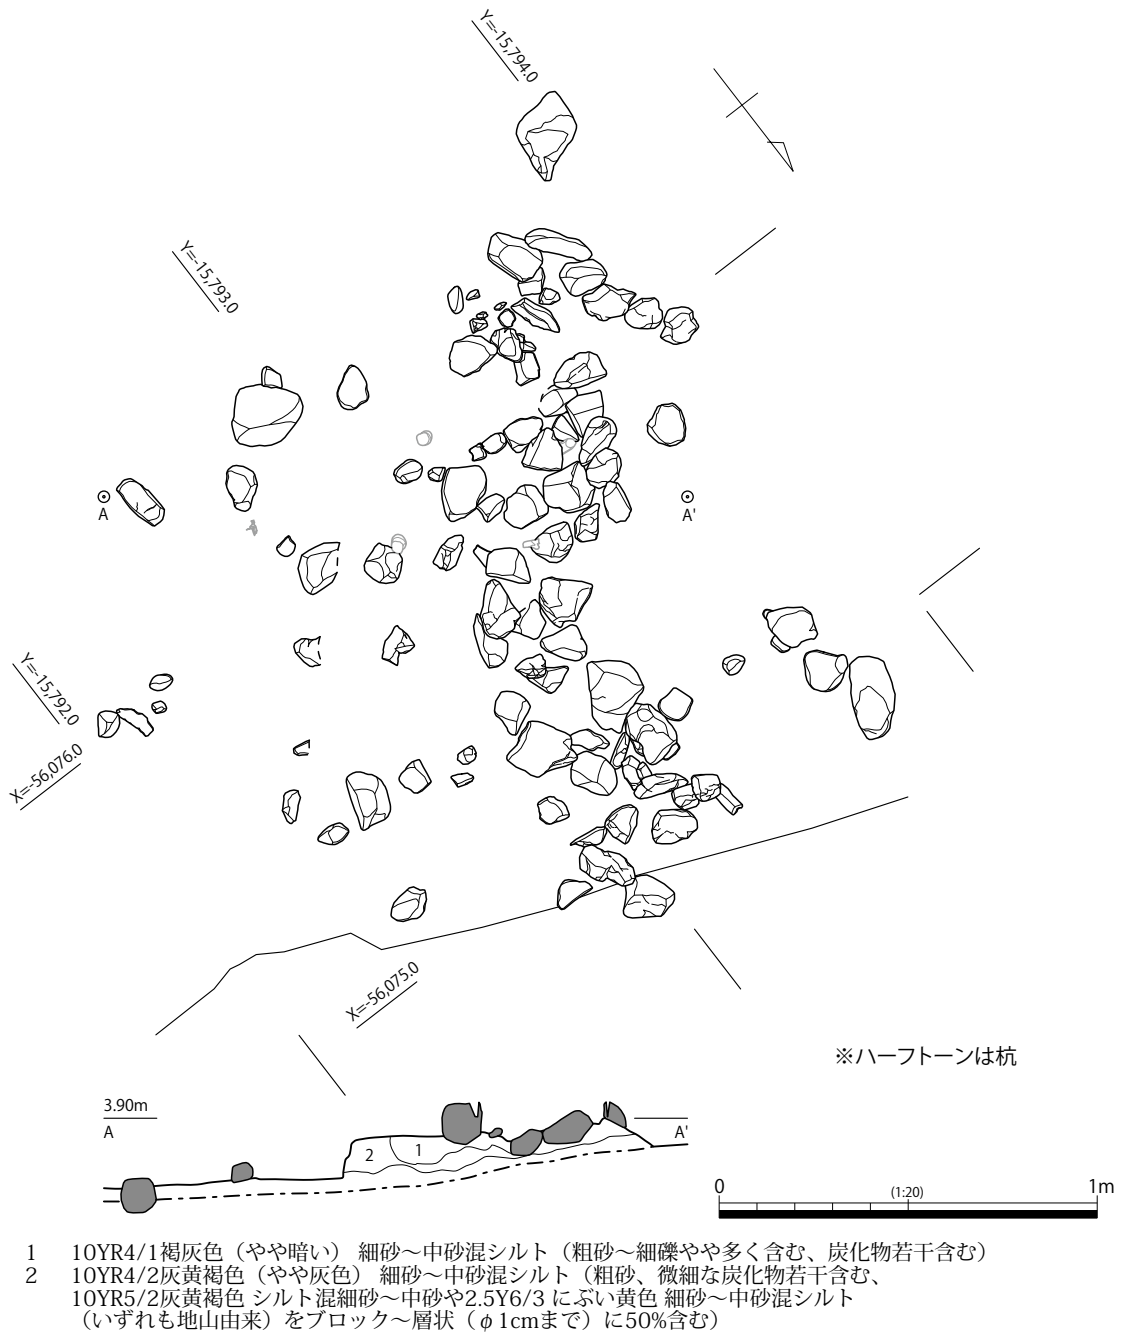 Y=-15,794.0
Y=-15,793.0
A
A'
Y=-15,792.0
X=-56,076.0
X=-56,075.0
※ハーフトーンは杭
3.90m
A
A'
1
2
0
(1:20)
1m
1 10YR4/1褐灰色（やや暗い） 細砂～中砂混シルト（粗砂～細礫やや多く含む、炭化物若干含む）
2 10YR4/2灰黄褐色（やや灰色） 細砂～中砂混シルト（粗砂、微細な炭化物若干含む、
10YR5/2灰黄褐色 シルト混細砂～中砂や2.5Y6/3 にぶい黄色 細砂～中砂混シルト
（いずれも地山由来）をブロック～層状（φ1cmまで）に50%含む）